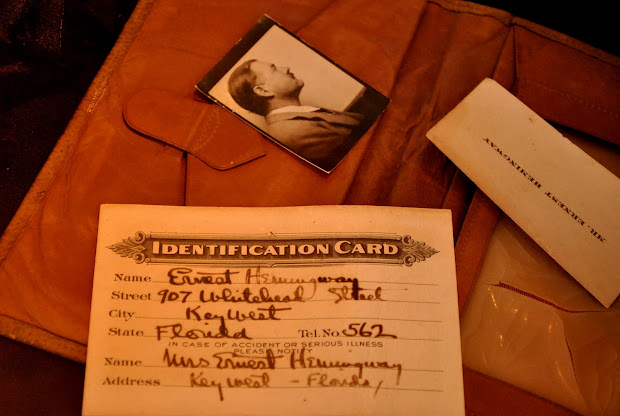 MR. ERNEST HEMINGWAY
IDENTIFICATION CARD
Name Ernest Hemingway
Street 907 Whitehead Street
City Key West
State Florida Tel. No. 562
IN CASE OF ACCIDENT OR SERIOUS ILLNESS
PLEASE NOTIFY
Name Mrs Ernest Hemingway
Address Key West - Florida,